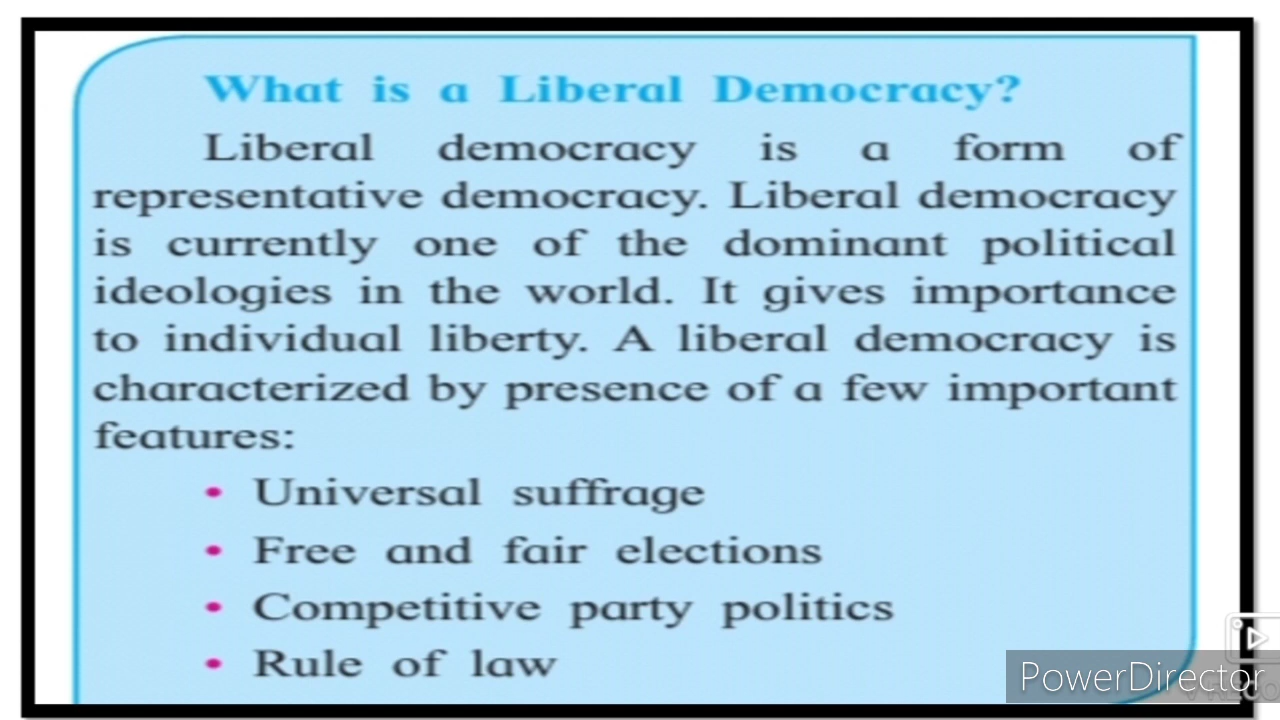 What is a Liberal Democracy?
Liberal democracy is a form of
representative democracy. Liberal democracy
is currently one of the dominant political
ideologies in the world. It gives importance
to individual liberty. A liberal democracy is
characterized by presence of a few important
features:
• Universal suffrage
• Free and fair elections
• Competitive party politics
• Rule of law
PowerDirector